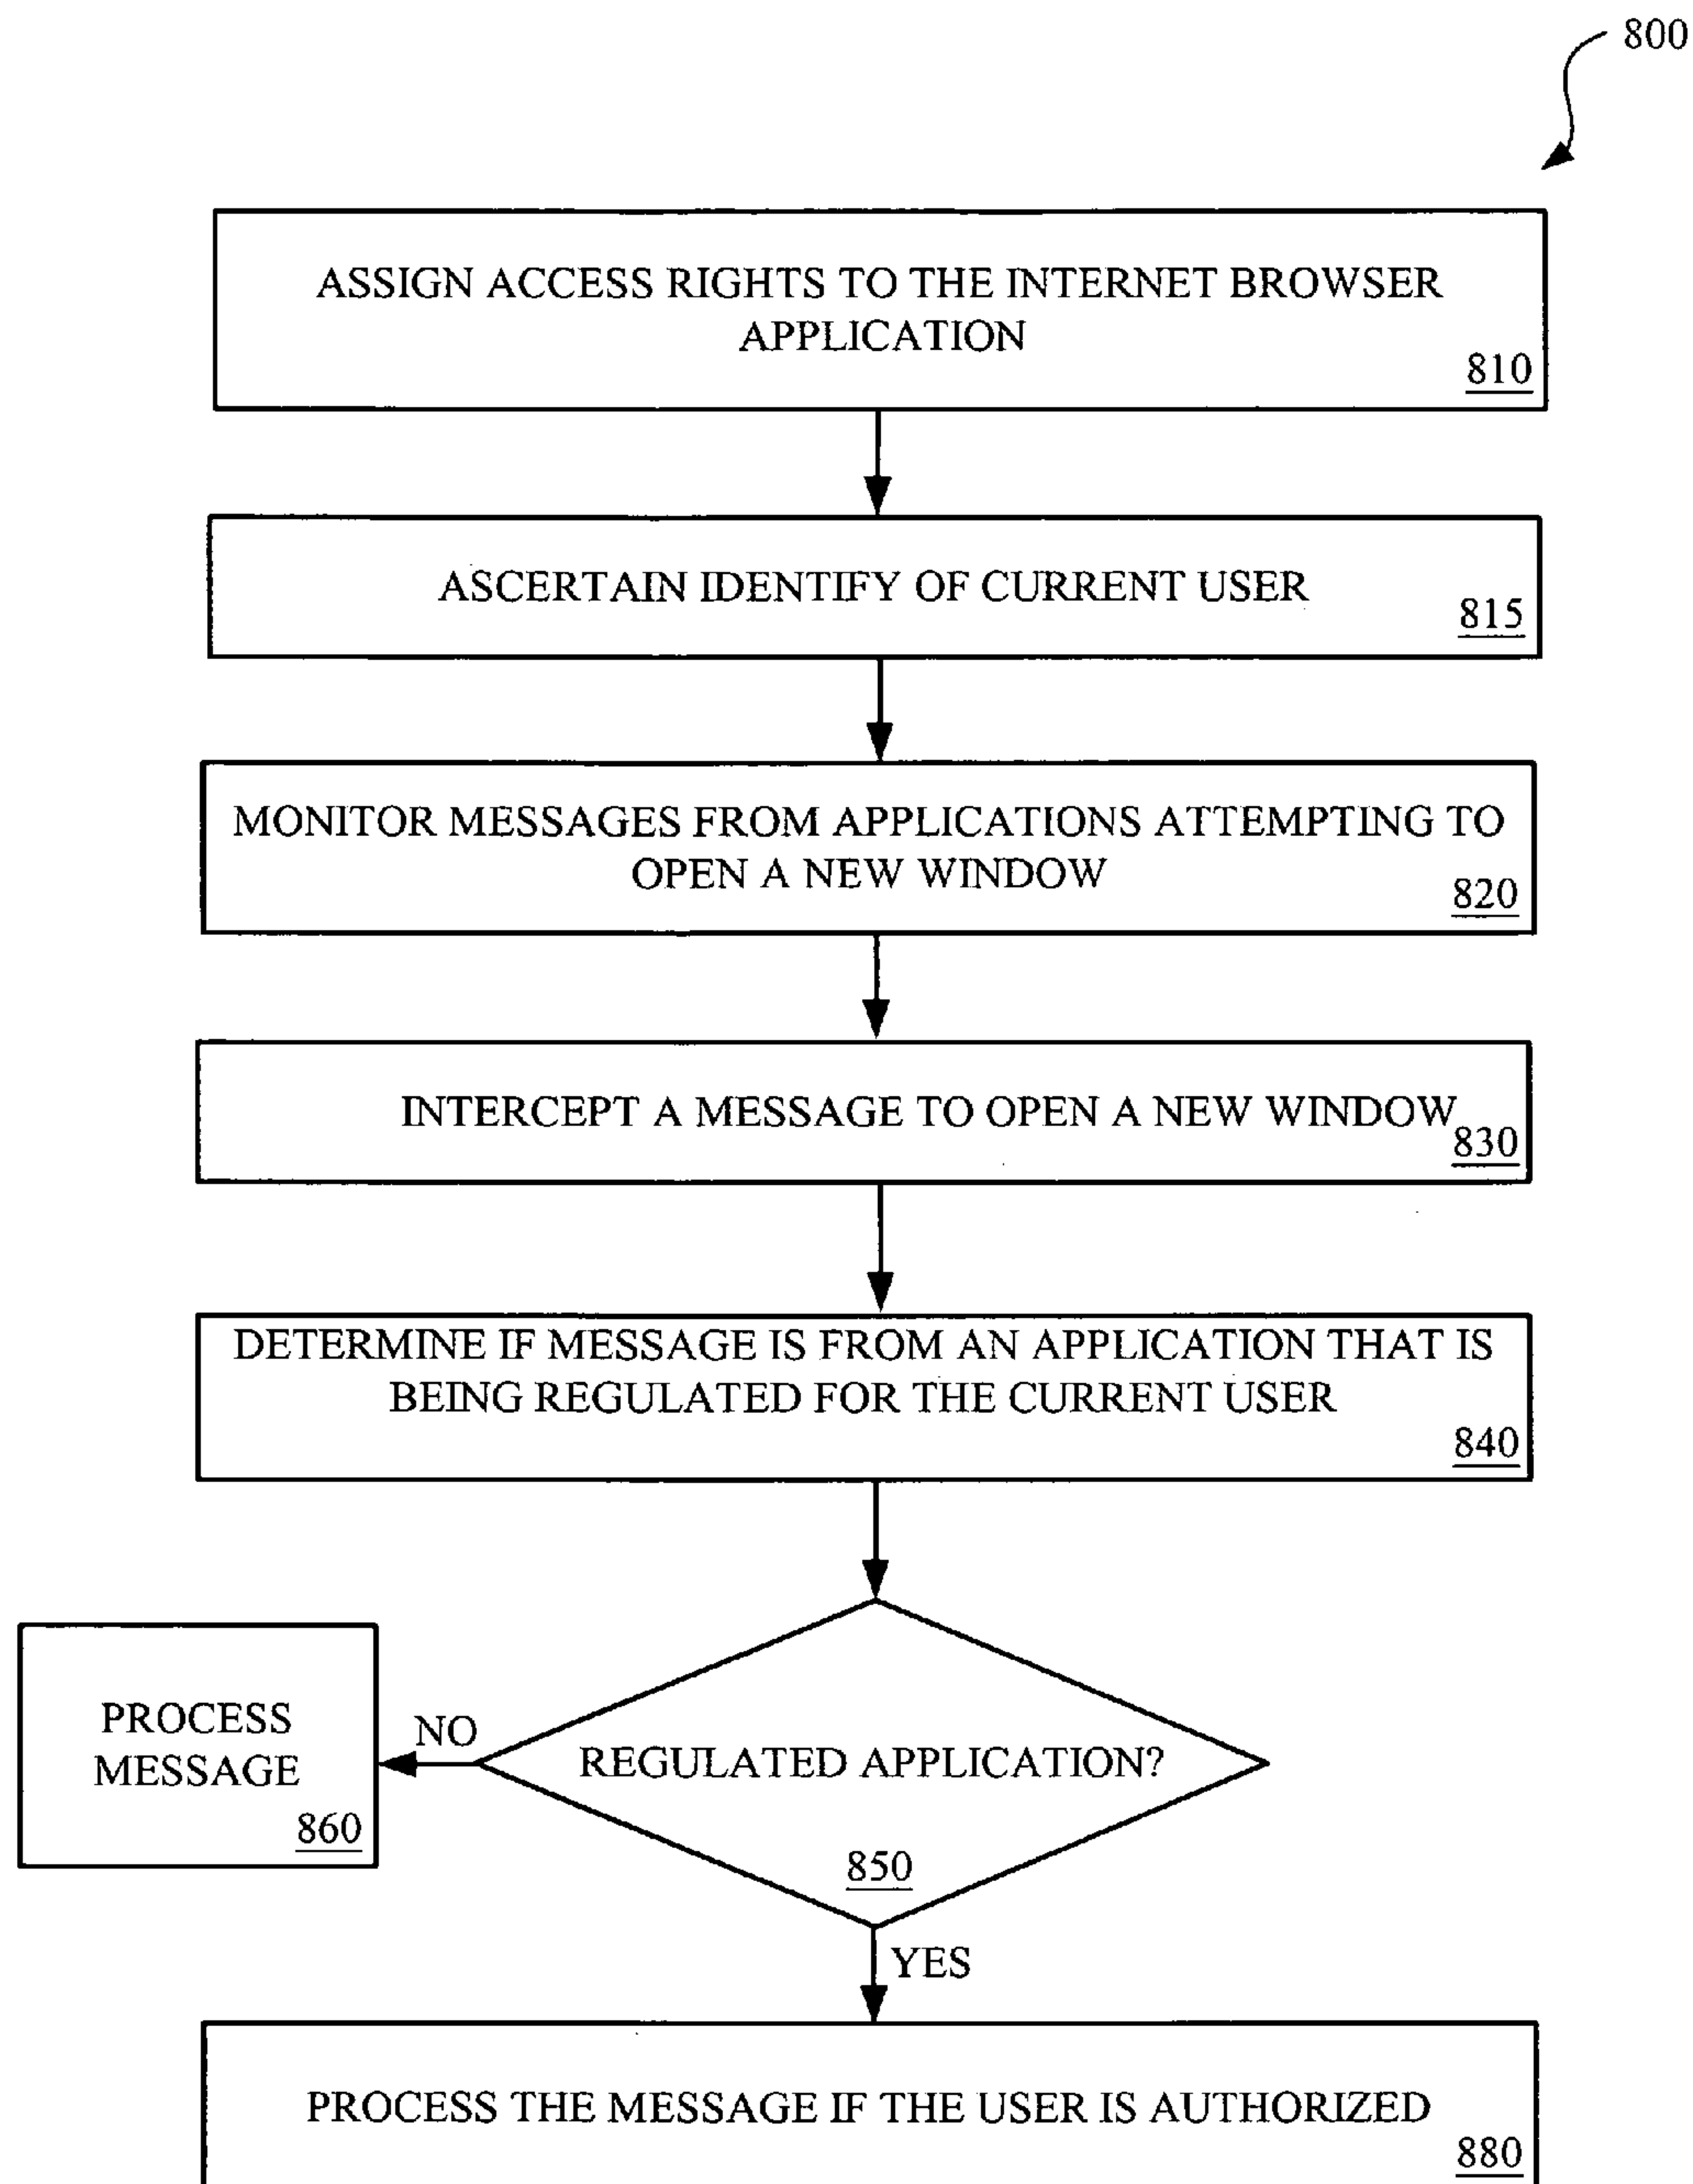 800
ASSIGN ACCESS RIGHTS TO THE INTERNET BROWSER
APPLICATION
810
ASCERTAIN IDENTIFY OF CURRENT USER
815
MONITOR MESSAGES FROM APPLICATIONS ATTEMPTING TO
OPEN A NEW WINDOW
820
INTERCEPT A MESSAGE TO OPEN A NEW WINDOW
830
DETERMINE IF MESSAGE IS FROM AN APPLICATION THAT IS
BEING REGULATED FOR THE CURRENT USER
840
REGULATED APPLICATION?
850
NO
PROCESS
MESSAGE
860
YES
PROCESS THE MESSAGE IF THE USER IS AUTHORIZED
880